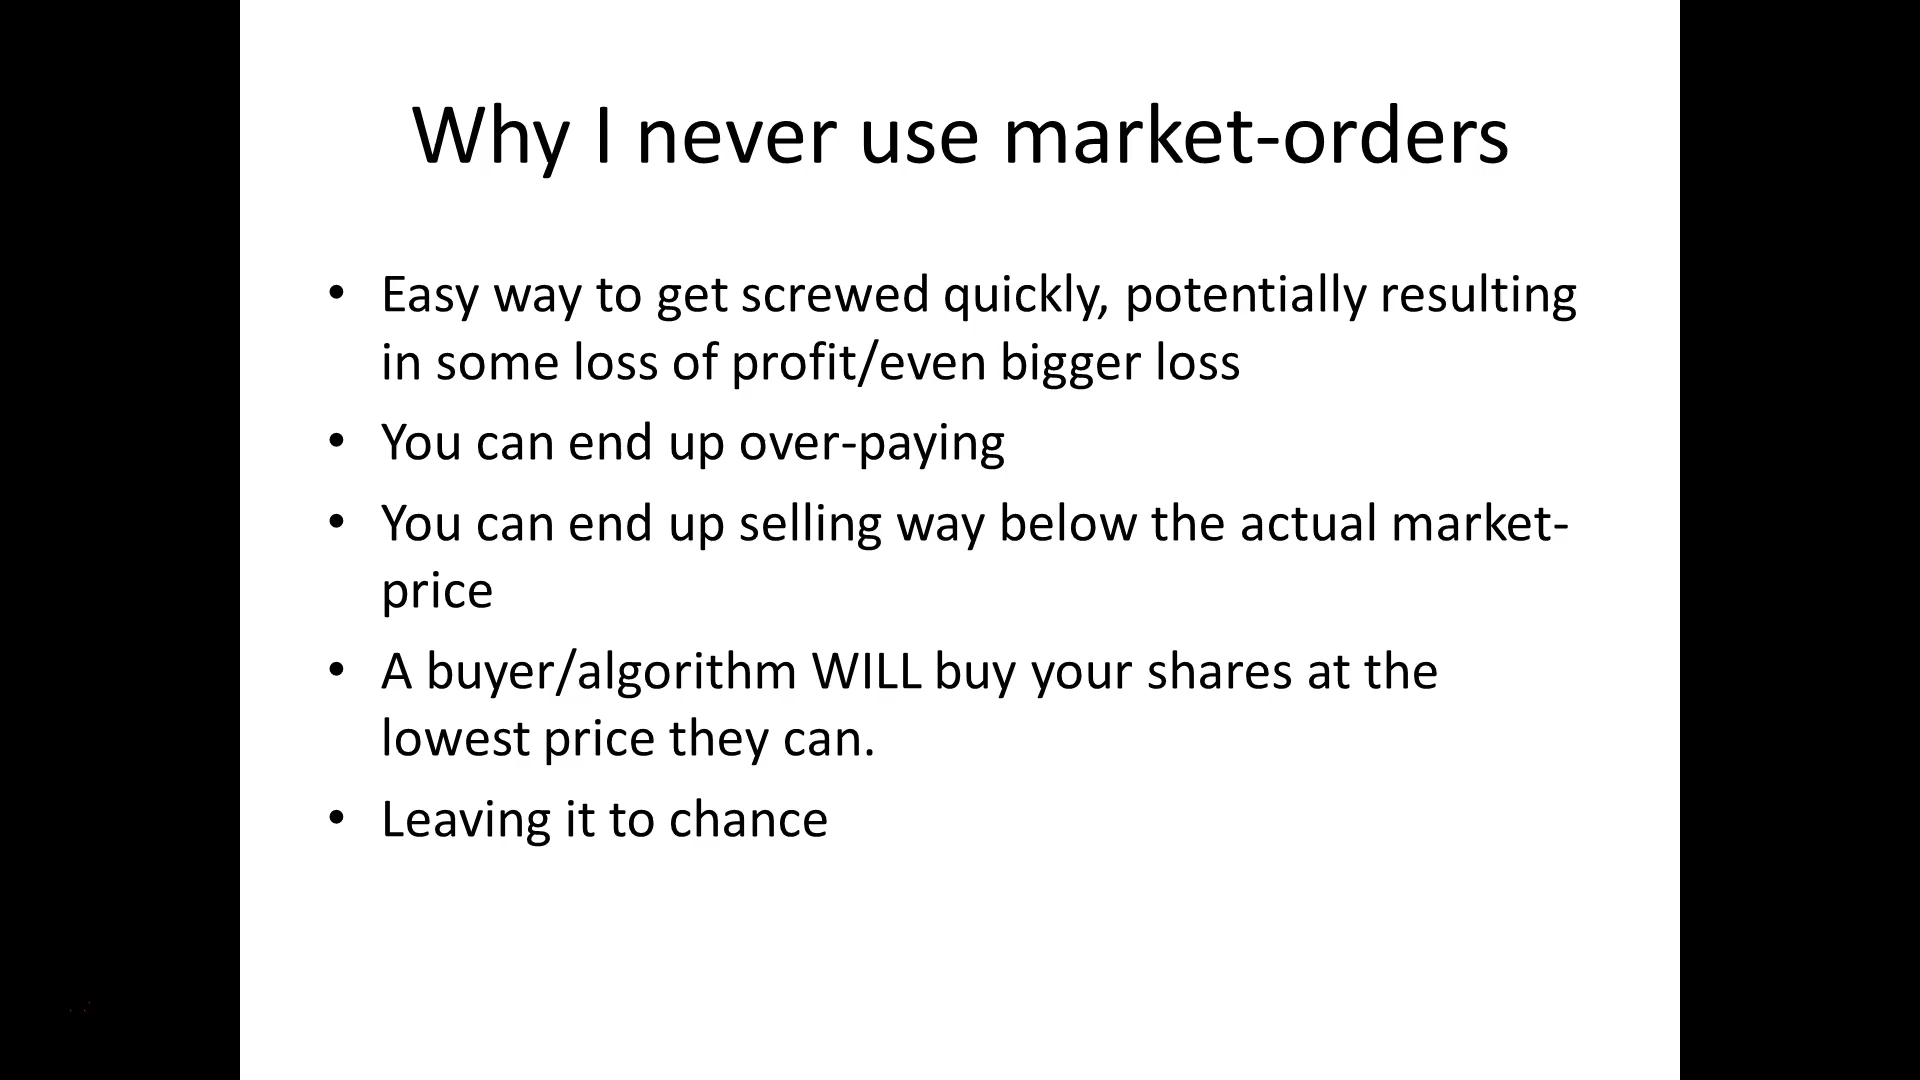 Why I never use market-orders
• Easy way to get screwed quickly, potentially resulting
in some loss of profit/even bigger loss
• You can end up over-paying
• You can end up selling way below the actual market-
price
• A buyer/algorithm WILL buy your shares at the
lowest price they can.
• Leaving it to chance